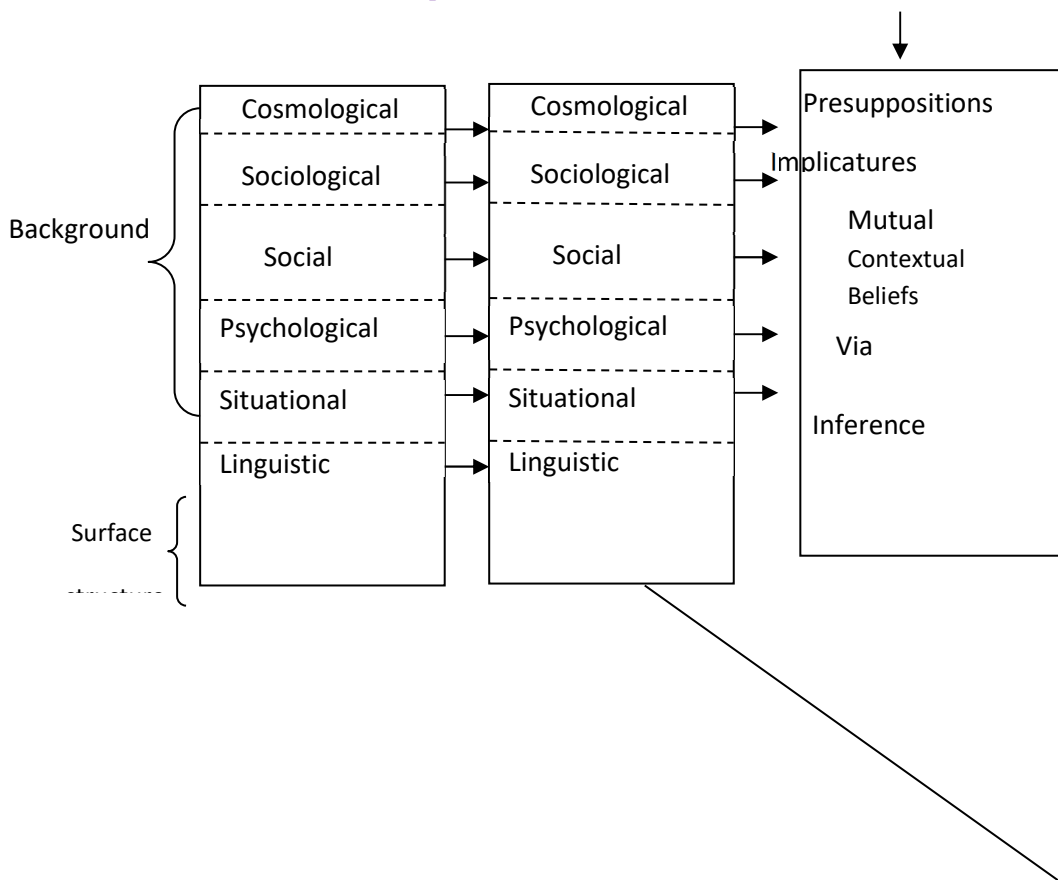 Background
Cosmological
Sociological
Social
Psychological
Situational
Linguistic
Surface
Cosmological
Sociological
Social
Psychological
Situational
Linguistic
Presuppositions
Implicatures
Mutual
Contextual
Beliefs
Via
Inference